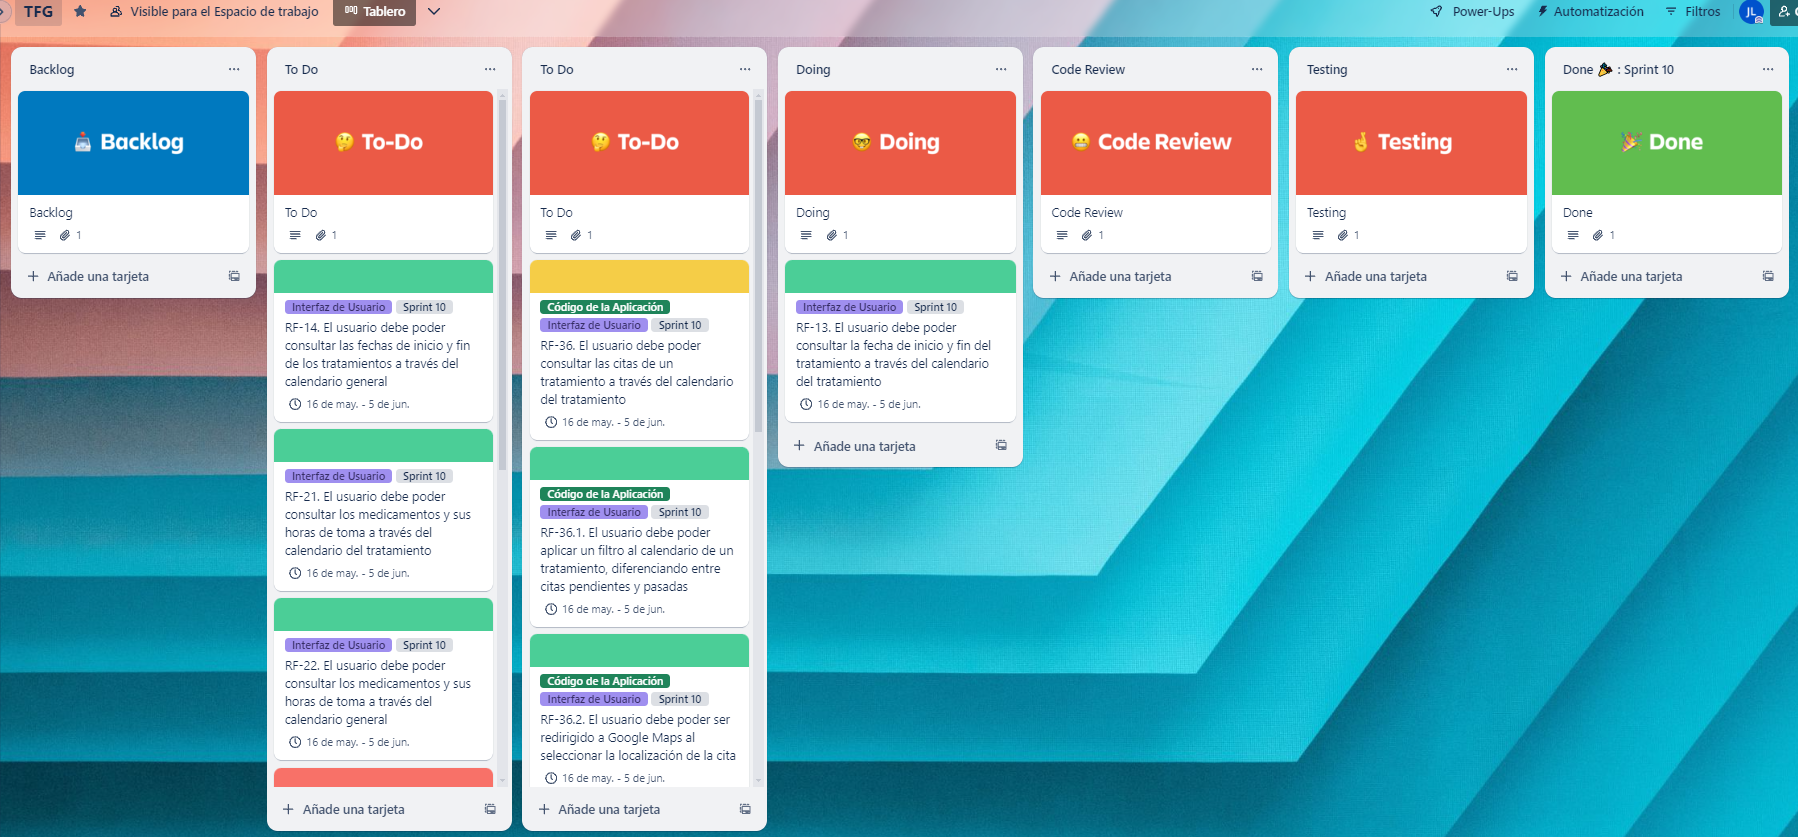 TFG
Visible para el Espacio de trabajo
Tablero
Power-Ups
Automatización
Filtros
JL
Backlog
Backlog
Backlog
1
Añade una tarjeta
To Do
To-Do
To Do
1
Interfaz de Usuario
Sprint 10
RF-14. El usuario debe poder
consultar las fechas de inicio y fin
de los tratamientos a través del
calendario general
16 de may. - 5 de jun.
Interfaz de Usuario
Sprint 10
RF-21. El usuario debe poder
consultar los medicamentos y sus
horas de toma a través del
calendario del tratamiento
16 de may. - 5 de jun.
Interfaz de Usuario
Sprint 10
RF-22. El usuario debe poder
consultar los medicamentos y sus
horas de toma a través del
calendario general
16 de may. - 5 de jun.
Añade una tarjeta
To Do
To-Do
To Do
1
Código de la Aplicación
Interfaz de Usuario
Sprint 10
RF-36. El usuario debe poder
consultar las citas de un
tratamiento a través del calendario
del tratamiento
16 de may. - 5 de jun.
Código de la Aplicación
Interfaz de Usuario
Sprint 10
RF-36.1. El usuario debe poder
aplicar un filtro al calendario de un
tratamiento, diferenciando entre
citas pendientes y pasadas
16 de may. - 5 de jun.
Código de la Aplicación
Interfaz de Usuario
Sprint 10
RF-36.2. El usuario debe poder ser
redirigido a Google Maps al
seleccionar la localización de la cita
16 de may. - 5 de jun.
Añade una tarjeta
Doing
Doing
Doing
1
Interfaz de Usuario
Sprint 10
RF-13. El usuario debe poder
consultar la fecha de inicio y fin del
tratamiento a través del calendario
del tratamiento
16 de may. - 5 de jun.
Añade una tarjeta
Code Review
Code Review
Code Review
1
Añade una tarjeta
Testing
Testing
Testing
1
Añade una tarjeta
Done 🎉 : Sprint 10
Done
Done
1
Añade una tarjeta